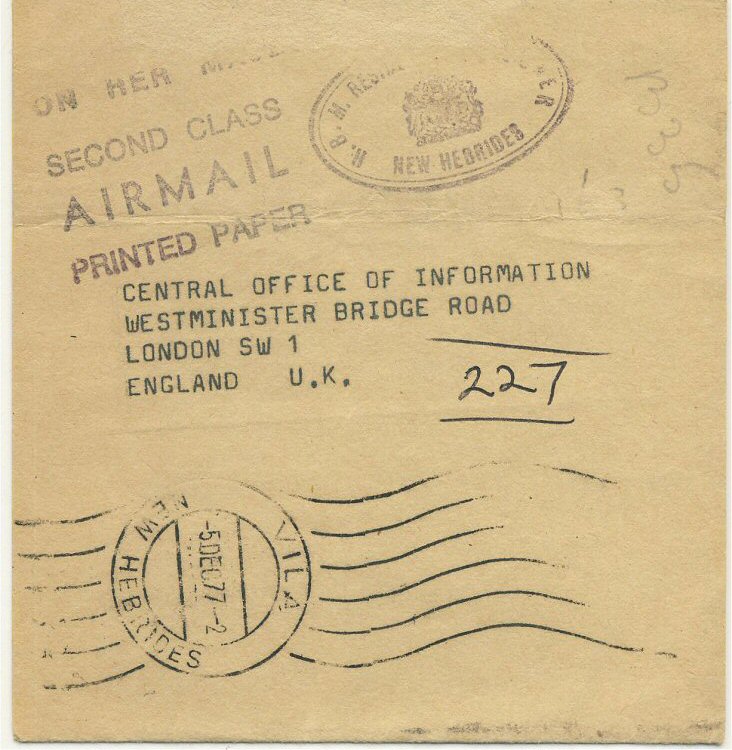 ON HER
SECOND CLASS
AIRMAIL
PRINTED PAPER
H.B.M. 
NEW HEBRIDES
CENTRAL OFFICE OF INFORMATION
WESTMINISTER BRIDGE ROAD
LONDON SW 1
ENGLAND U.K.
227
VILA
-5DEC77-2
NEW HEBRIDES